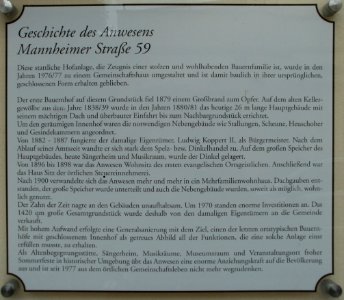 Geschichte des Anwesens
Mannheimer Straße 59
Diese stattliche Hofanlage, die Zeugnis einer stolzen und wohlhabenden Bauernfamilie ist, wurde in den
Jahren 1976/77 zu einem Gemeinschaftshaus umgestaltet und ist damit baulich in ihrer ursprünglichen,
geschlossenen Form erhalten geblieben.
Der erste Bauernhof auf diesem Grundstück fiel 1879 einem Großbrand zum Opfer. Auf dem alten Keller-
gewölbe aus dem Jahre 1838/39 wurde in den Jahren 1880/81 das heutige 26 m lange Hauptgebäude mit
seinem mächtigen Dach und überbauter Einfahrt bis zum Nachbargrundstück errichtet.
Um den geräumigen Innenhof waren die notwendigen Nebengebäude wie Stallungen, Scheune, Heuschober
und Gesindekammern angeordnet.
Von 1882 - 1887 fungierte der damalige Eigentümer, Ludwig Koppert II. als Bürgermeister. Nach dem
Ablauf seiner Amtszeit wandte er sich stark dem Spelz- bzw. Dinkelhandel zu. Auf dem großen Speicher des
Hauptgebäudes, heute Sängerheim und Musikraum, wurde der Dinkel gelagert.
Von 1896 bis 1898 war das Anwesen Wohnsitz des ersten evangelischen Ortsgeistlichen. Anschließend war
das Haus Sitz der örtlichen Steuereinnehmerei.
Nach 1900 verwandelte sich das Anwesen mehr und mehr in ein Mehrfamilienwohnhaus. Dachgauben ent-
standen, der große Speicher wurde unterteilt und auch die Nebengebäude wurden, soweit als möglich, wohn-
lich genutzt.
Der Zahn der Zeit nagte an den Gebäuden unaufhaltsam. Um 1970 standen enorme Investitionen an. Das
1420 qm große Gesamtgrundstück wurde deshalb von den damaligen Eigentümern an die Gemeinde
verkauft.
Mit hohem Aufwand erfolgte eine Generalsanierung mit dem Ziel, einen der letzten ortstypischen Bauern-
höfe mit geschlossenem Innenhof als getreues Abbild all der Funktionen, die eine solche Anlage einst
erfüllen musste, zu erhalten.
Als Altenbegegnungsstätte, Sängerheim, Musikräume, Museumsraum und Veranstaltungsort froher
Sommerfeste in historischer Umgebung übt das Anwesen eine enorme Anziehungskraft auf die Bevölkerung
aus und ist seit 1977 aus dem örtlichen Gemeinschaftsleben nicht mehr wegzudenken.